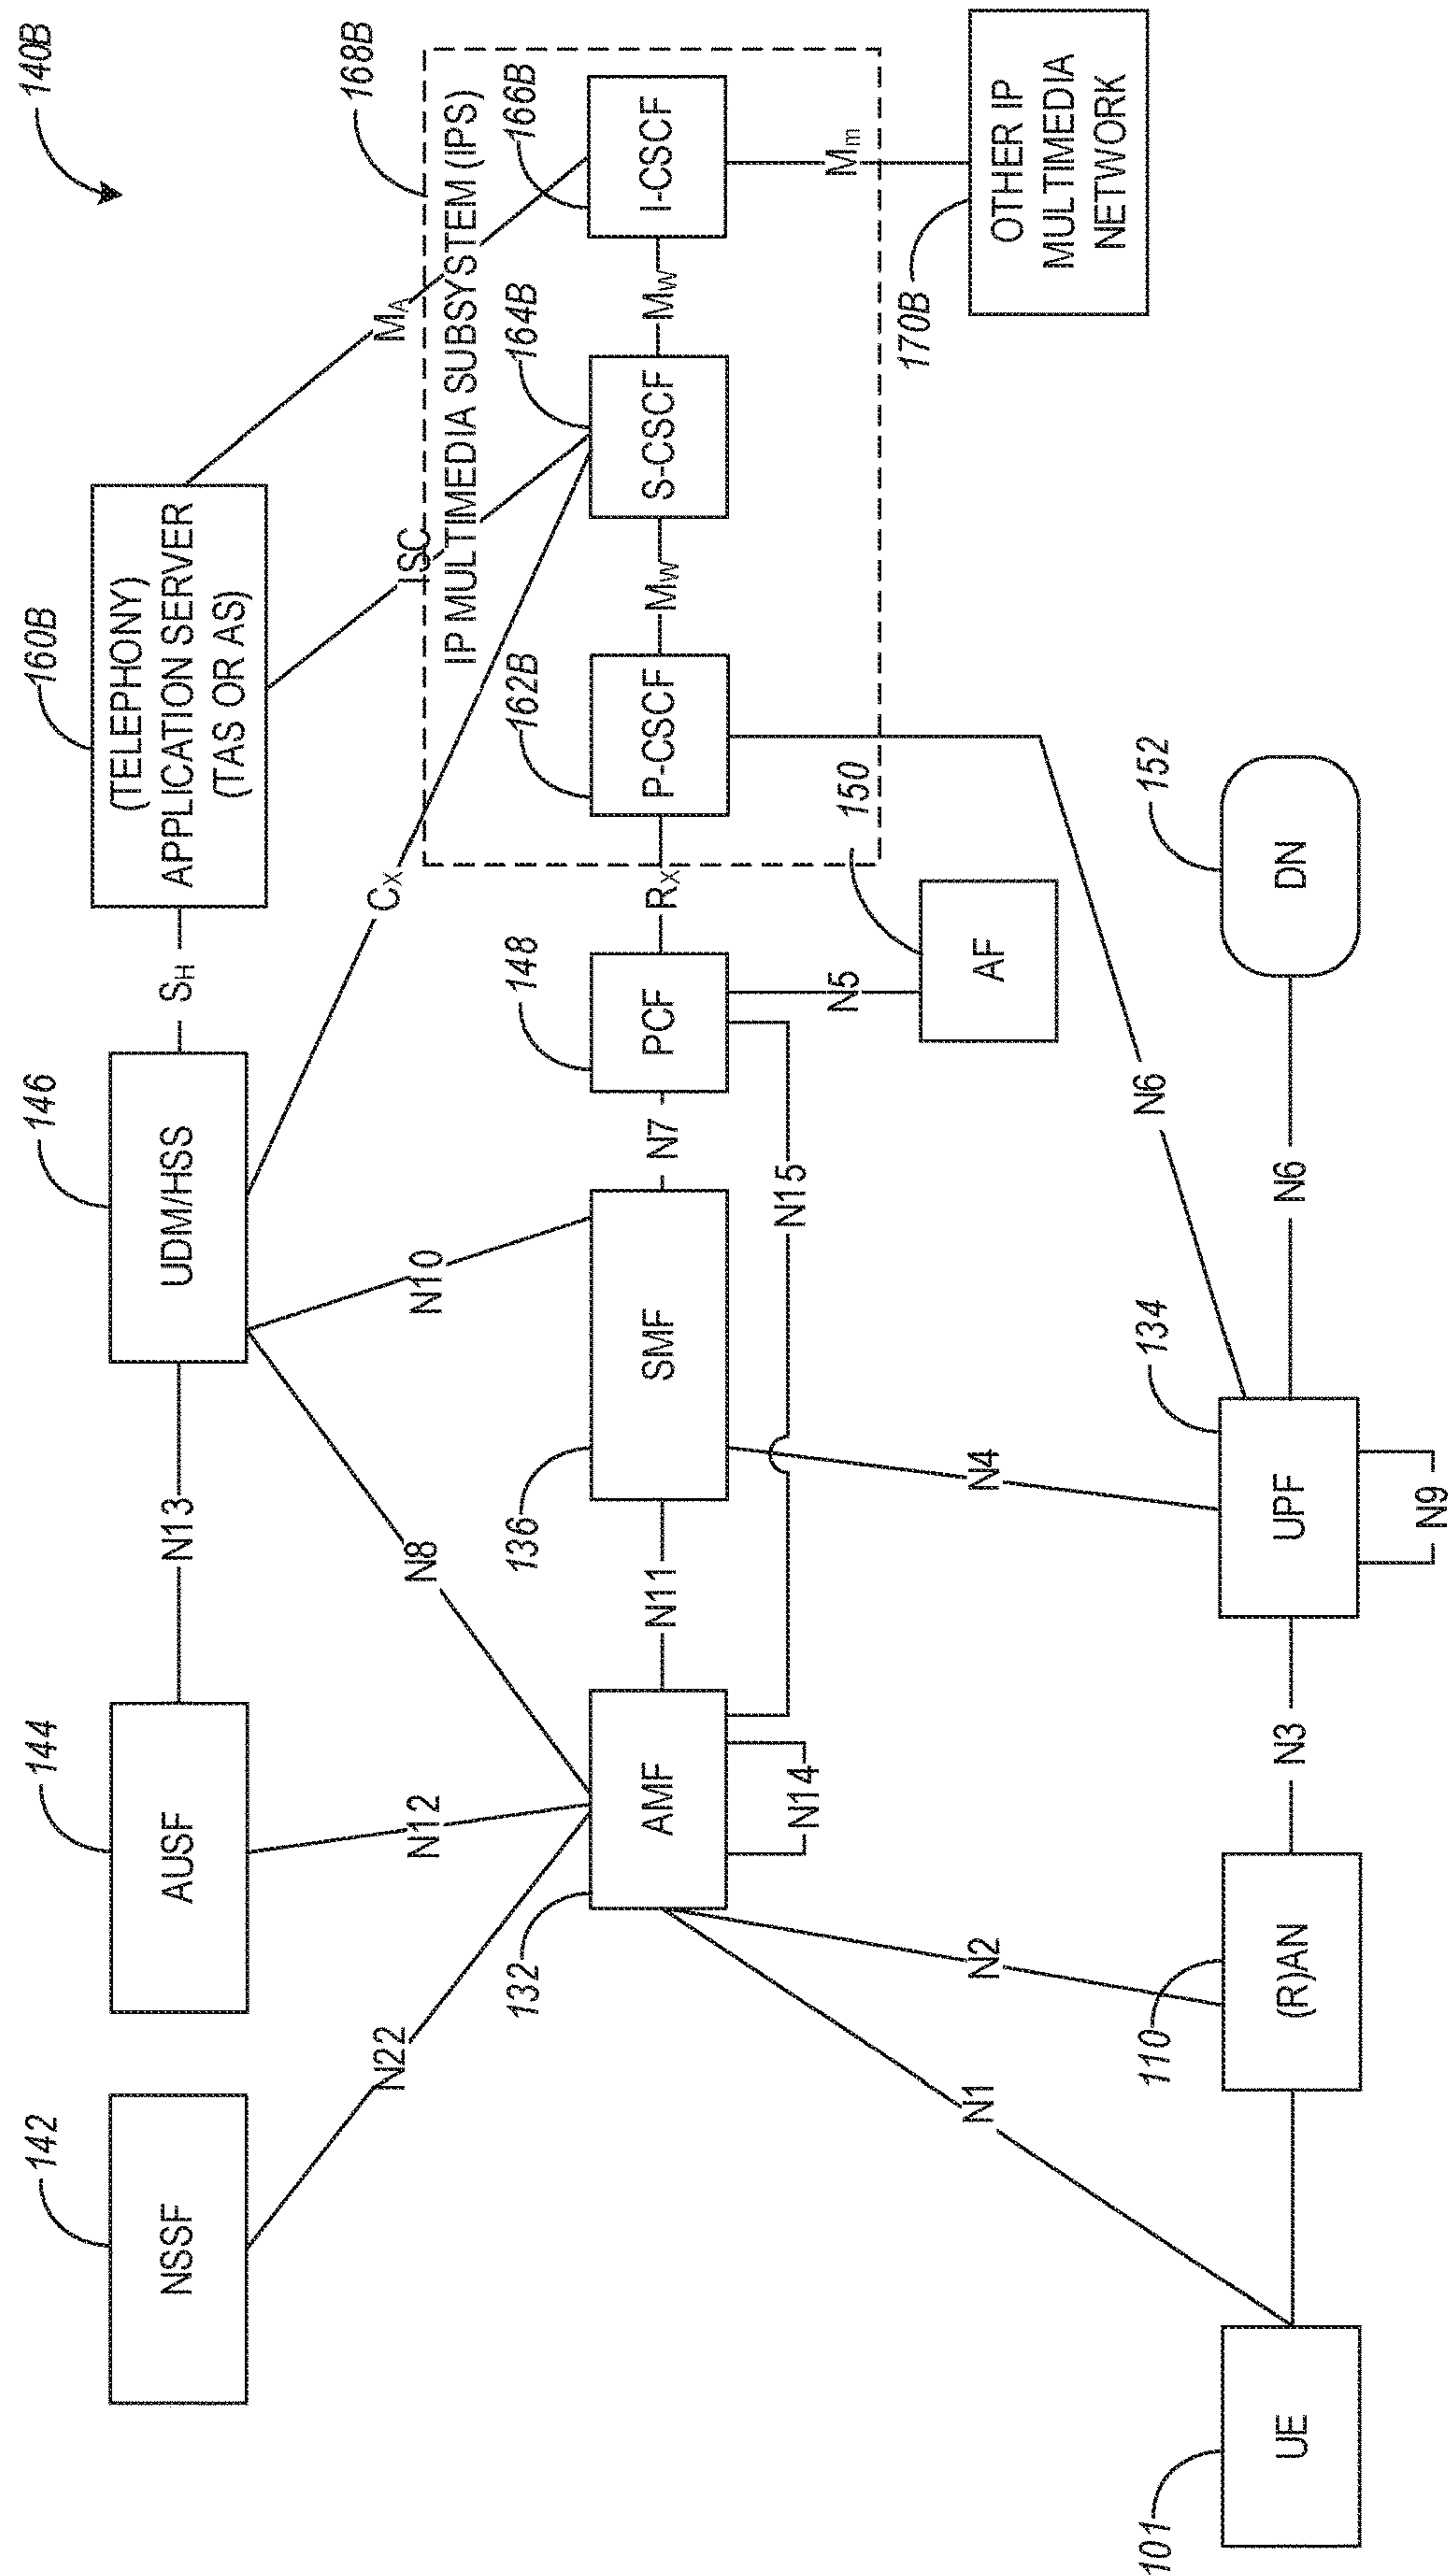 140B
142
NSSF
144
AUSF
N13
146
UDM/HSS
SH
160B
(TELEPHONY)
APPLICATION SERVER
(TAS OR AS)
N22
N12
N8
N10
CX
ISC
MA
168B
IP MULTIMEDIA SUBSYSTEM (IPS)
132
AMF
N11
136
SMF
N7
148
PCF
RX
162B
P-CSCF
MW
164B
S-CSCF
MW
166B
I-CSCF
N14
N15
N5
150
AF
Mm
170B
OTHER IP
MULTIMEDIA
NETWORK
N1
N2
N4
N6
101
UE
110
(R)AN
N3
134
UPF
N9
N6
152
DN